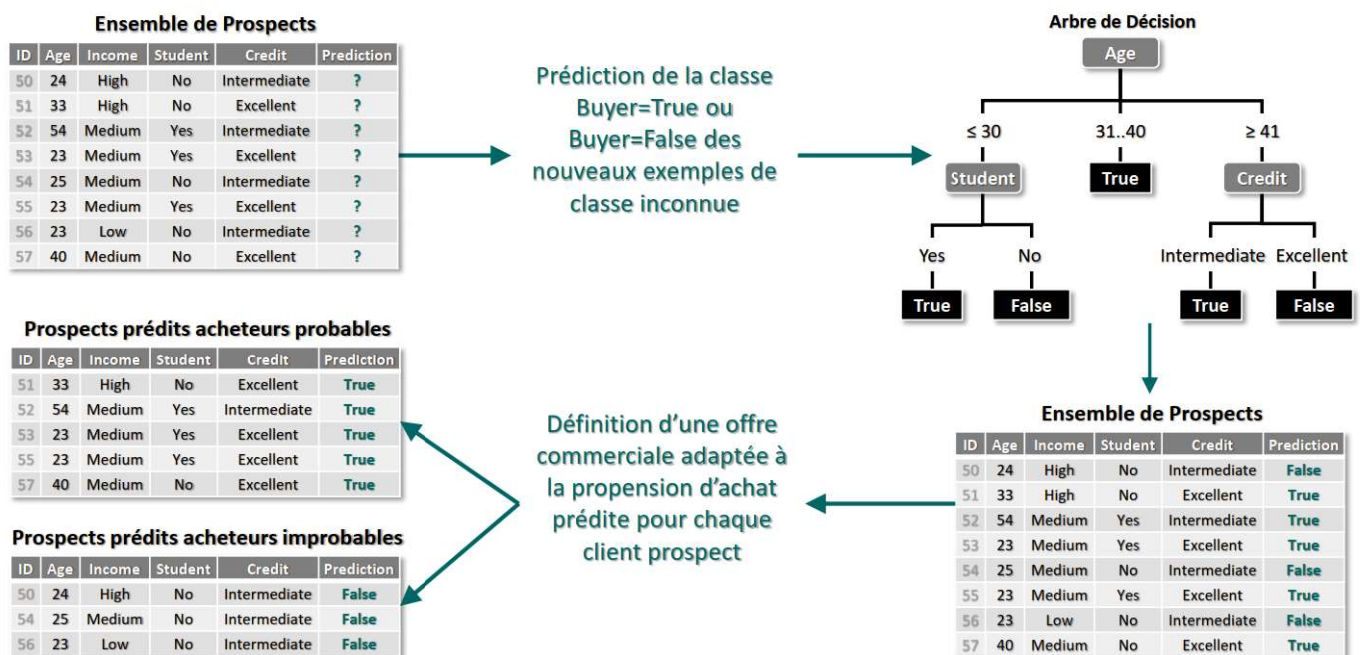 Ensemble de Prospects
ID Age Income Student Credit Prediction
50 24 High No Intermediate ?
51 33 High No Excellent ?
52 54 Medium Yes Intermediate ?
53 23 Medium Yes Excellent ?
54 25 Medium No Intermediate ?
55 23 Medium Yes Excellent ?
56 23 Low No Intermediate ?
57 40 Medium No Excellent ?
Prédiction de la classe
Buyer=True ou
Buyer=False des
nouveaux exemples de
classe inconnue
Arbre de Décision
Age
≤ 30 31..40 ≥ 41
Student True Credit
Yes No Intermediate Excellent
True False True False
Ensemble de Prospects
ID Age Income Student Credit Prediction
50 24 High No Intermediate False
51 33 High No Excellent True
52 54 Medium Yes Intermediate True
53 23 Medium Yes Excellent True
54 25 Medium No Intermediate False
55 23 Medium Yes Excellent True
56 23 Low No Intermediate False
57 40 Medium No Excellent True
Définition d'une offre
commerciale adaptée à
la propension d'achat
prédite pour chaque
client prospect
Prospects prédits acheteurs probables
ID Age Income Student Credit Prediction
51 33 High No Excellent True
52 54 Medium Yes Intermediate True
53 23 Medium Yes Excellent True
55 23 Medium Yes Excellent True
57 40 Medium No Excellent True
Prospects prédits acheteurs improbables
ID Age Income Student Credit Prediction
50 24 High No Intermediate False
54 25 Medium No Intermediate False
56 23 Low No Intermediate False